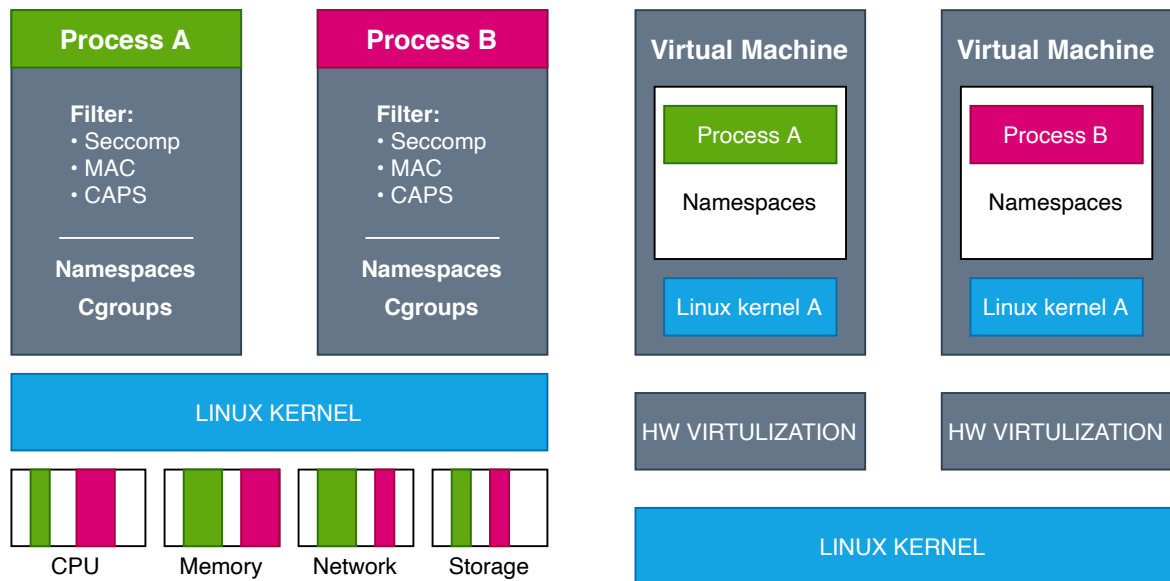 Process A
Filter:
• Seccomp
• MAC
• CAPS
Namespaces
Cgroups
Process B
Filter:
• Seccomp
• MAC
• CAPS
Namespaces
Cgroups
LINUX KERNEL
CPU
Memory
Network
Storage
Virtual Machine
Process A
Namespaces
Linux kernel A
HW VIRTULIZATION
Virtual Machine
Process B
Namespaces
Linux kernel A
HW VIRTULIZATION
LINUX KERNEL